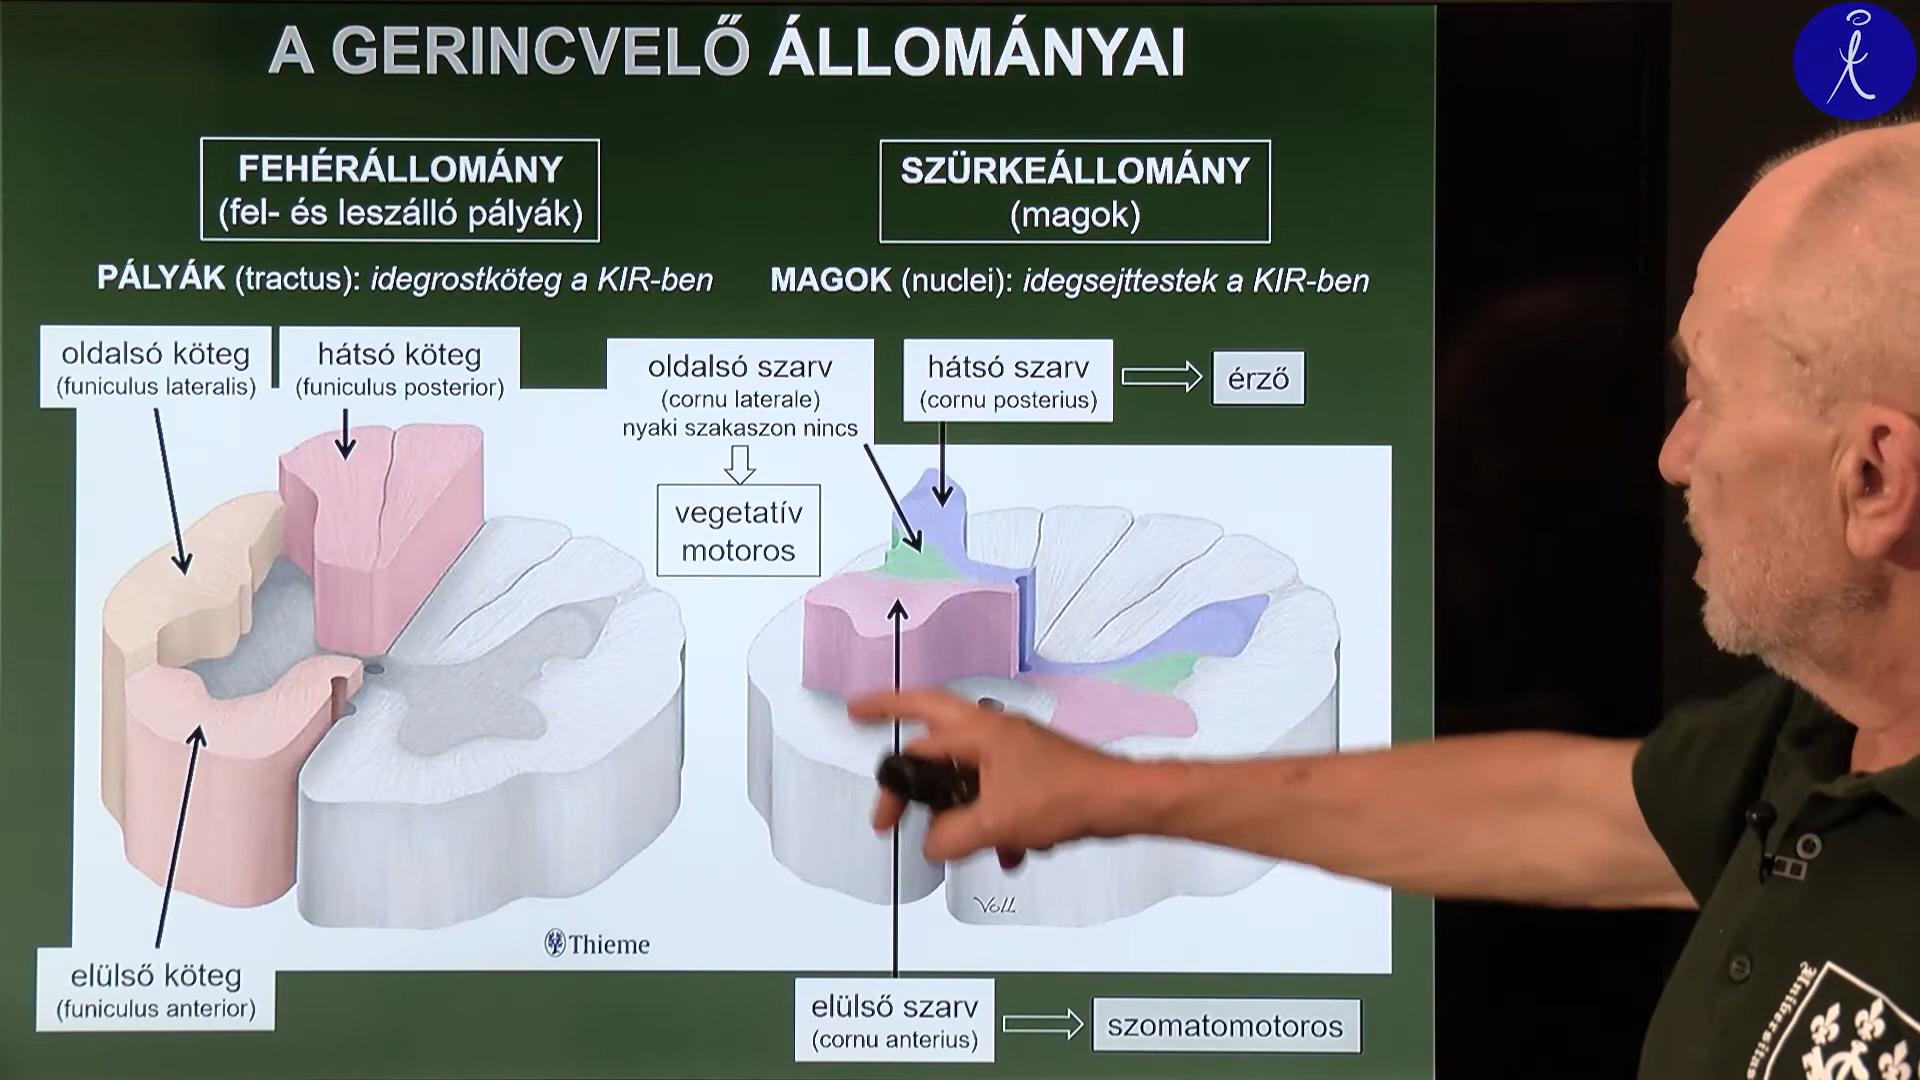 A GERINCVELŐ ÁLLOMÁNYAI
FEHÉRÁLLOMÁNY
(fel- és leszálló pályák)
SZÜRKEÁLLOMÁNY
(magok)
PÁLYÁK (tractus): idegrostköteg a KIR-ben
MAGOK (nuclei): idegsejttestek a KIR-ben
oldalsó köteg
(funiculus lateralis)
hátsó köteg
(funiculus posterior)
oldalsó szarv
(cornu laterale)
nyaki szakaszon nincs
hátsó szarv
(cornu posterius)
érző
vegetatív
motoros
Voll
Thieme
elülső köteg
(funiculus anterior)
elülső szarv
(cornu anterius)
szomatomotoros